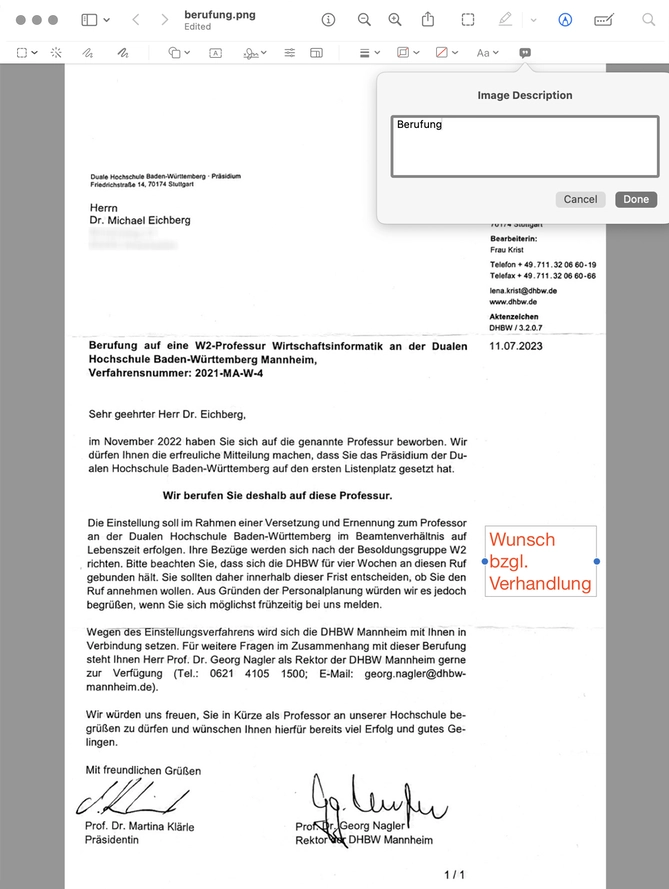 berufung.png
Edited
Aa
Image Description
Berufung
Cancel
Done
Duale Hochschule Baden-Württemberg · Präsidium
Friedrichstraße 14, 70174 Stuttgart
Herrn
Dr. Michael Eichberg
70174 Stuttgart
Bearbeiterin:
Frau Krist
Telefon + 49.711.32 06 60-19
Telefax + 49.711.32 06 60-66
lena.krist@dhbw.de
www.dhbw.de
Aktenzeichen
DHBW / 3.2.0.7
11.07.2023
Berufung auf eine W2-Professur Wirtschaftsinformatik an der Dualen
Hochschule Baden-Württemberg Mannheim,
Verfahrensnummer: 2021-MA-W-4
Sehr geehrter Herr Dr. Eichberg,
im November 2022 haben Sie sich auf die genannte Professur beworben. Wir
dürfen Ihnen die erfreuliche Mitteilung machen, dass Sie das Präsidium der Du-
alen Hochschule Baden-Württemberg auf den ersten Listenplatz gesetzt hat.
Wir berufen Sie deshalb auf diese Professur.
Die Einstellung soll im Rahmen einer Versetzung und Ernennung zum Professor
an der Dualen Hochschule Baden-Württemberg im Beamtenverhältnis auf
Lebenszeit erfolgen. Ihre Bezüge werden sich nach der Besoldungsgruppe W2
richten. Bitte beachten Sie, dass sich die DHBW für vier Wochen an diesen Ruf
gebunden hält. Sie sollten daher innerhalb dieser Frist entscheiden, ob Sie den
Ruf annehmen wollen. Aus Gründen der Personalplanung würden wir es jedoch
begrüßen, wenn Sie sich möglichst frühzeitig bei uns melden.
Wunsch
bzgl.
Verhandlung
Wegen des Einstellungsverfahrens wird sich die DHBW Mannheim mit Ihnen in
Verbindung setzen. Für weitere Fragen im Zusammenhang mit dieser Berufung
steht Ihnen Herr Prof. Dr. Georg Nagler als Rektor der DHBW Mannheim gerne
zur Verfügung (Tel.: 0621 4105 1500; E-Mail: georg.nagler@dhbw-
mannheim.de).
Wir würden uns freuen, Sie in Kürze als Professor an unserer Hochschule be-
grüßen zu dürfen und wünschen Ihnen hierfür bereits viel Erfolg und gutes Ge-
lingen.
Mit freundlichen Grüßen
Prof. Dr. Martina Klärle
Präsidentin
Prof. Dr. Georg Nagler
Rektor der DHBW Mannheim
1 / 1